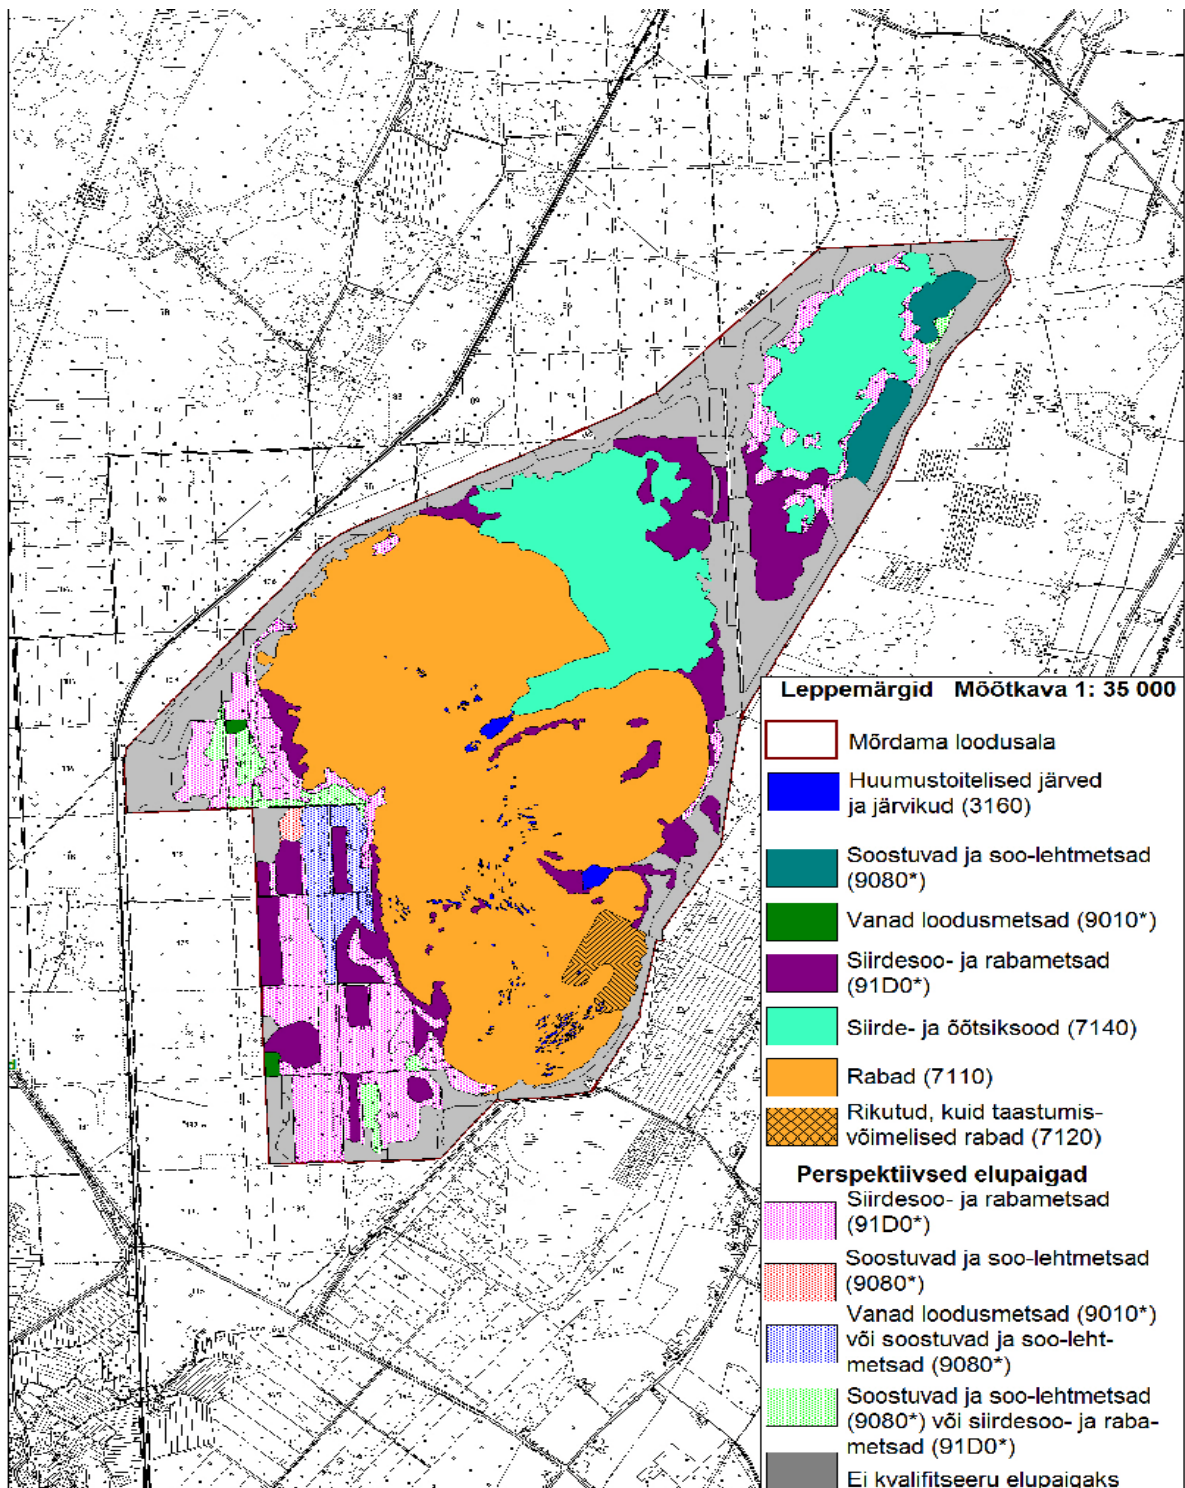 Leppemärgid Mõõtkava 1: 35 000
Mõrdama loodusala
Huumustoitelised järved
ja järvikud (3160)
Soostuvad ja soo-lehtmetsad
(9080*)
Vanad loodusmetsad (9010*)
Siirdesoo- ja rabametsad
(91D0*)
Siirde- ja õõtsiksood (7140)
Rabad (7110)
Rikutud, kuid taastumis-
võimelised rabad (7120)
Perspektiivsed elupaigad
Siirdesoo- ja rabametsad
(91D0*)
Soostuvad ja soo-lehtmetsad
(9080*)
Vanad loodusmetsad (9010*)
või soostuvad ja soo-leht-
metsad (9080*)
Soostuvad ja soo-lehtmetsad
(9080*) või siirdesoo- ja raba-
metsad (91D0*)
Ei kvalifitseeru elupaigaks